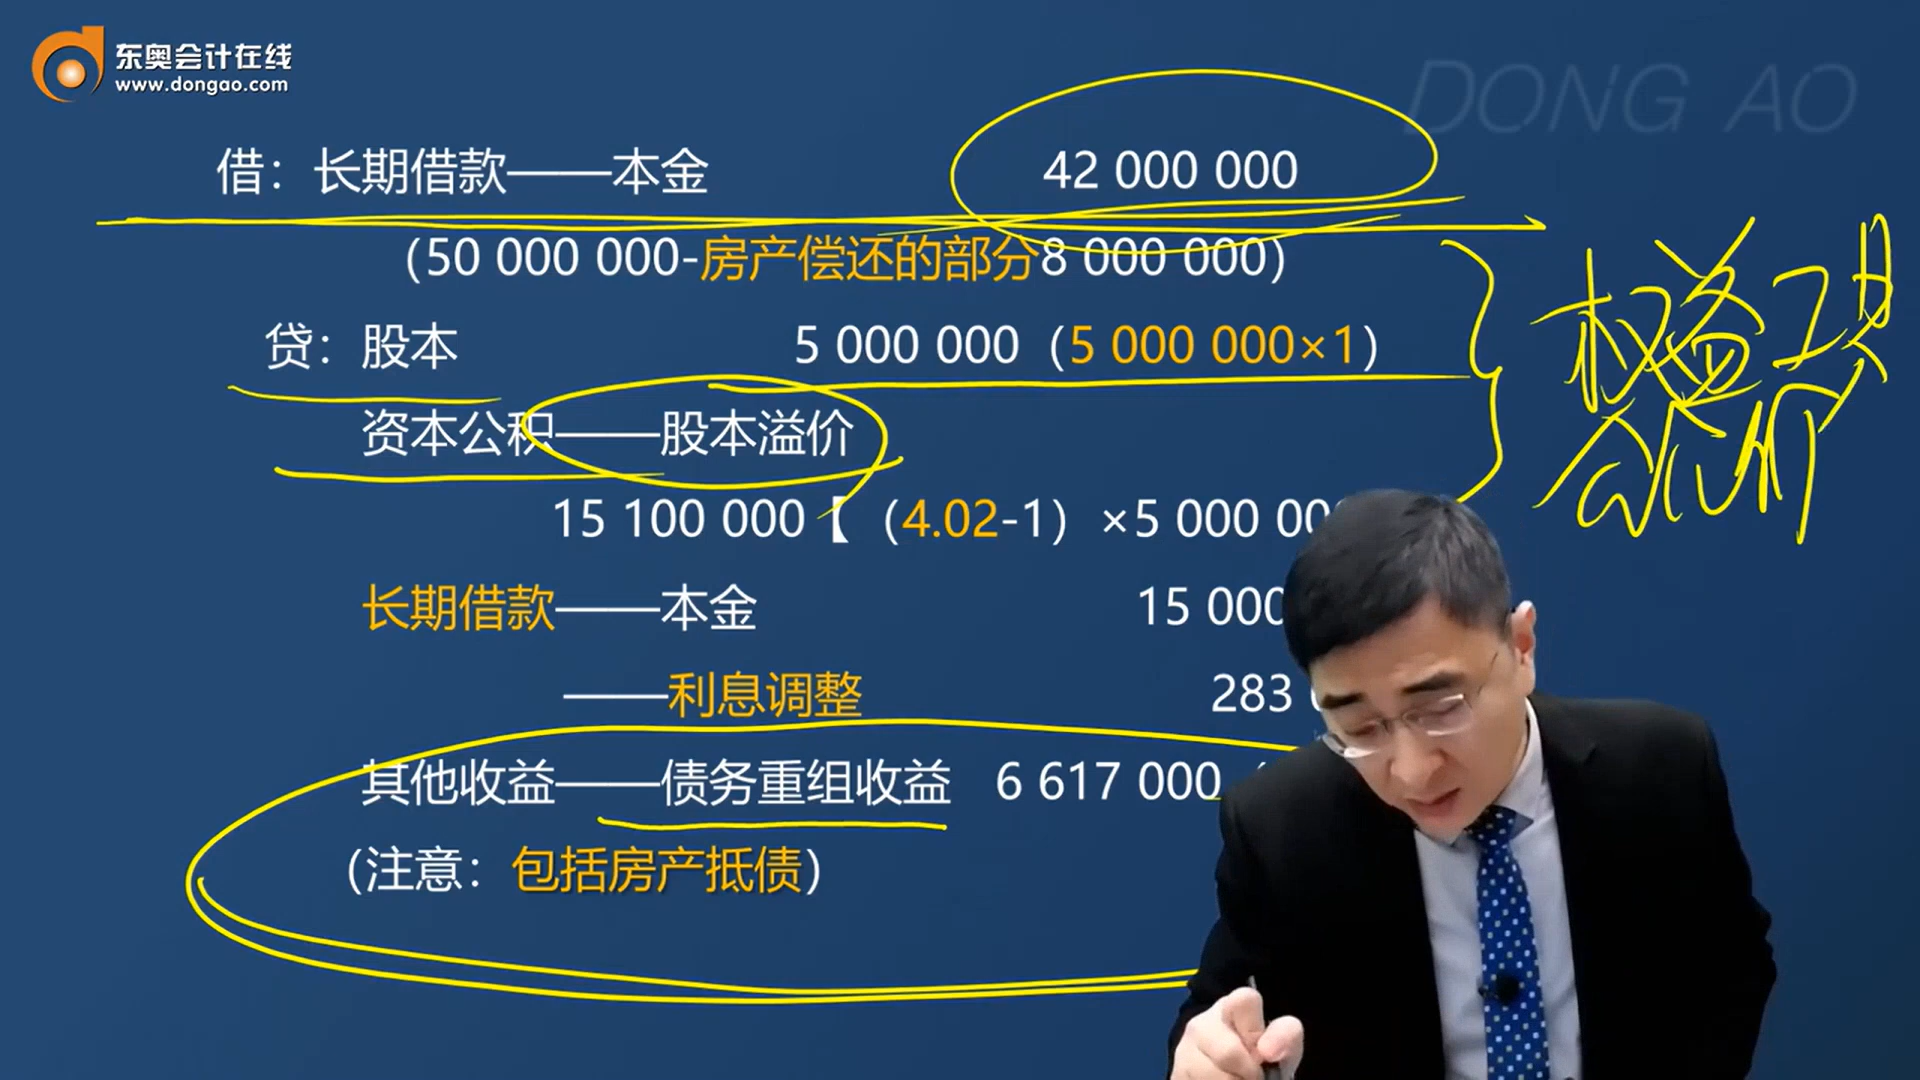 东奥会计在线
www.dongao.com
DONG AO
借：长期借款——本金 42 000 000
(50 000 000-房产偿还的部分8 000 000)
贷：股本 5 000 000（5 000 000×1）
资本公积——股本溢价
15 100 000【（4.02-1）×5 000 00
长期借款——本金 15 000
——利息调整 283
其他收益——债务重组收益 6 617 000
(注意：包括房产抵债)
权益工具
公允价